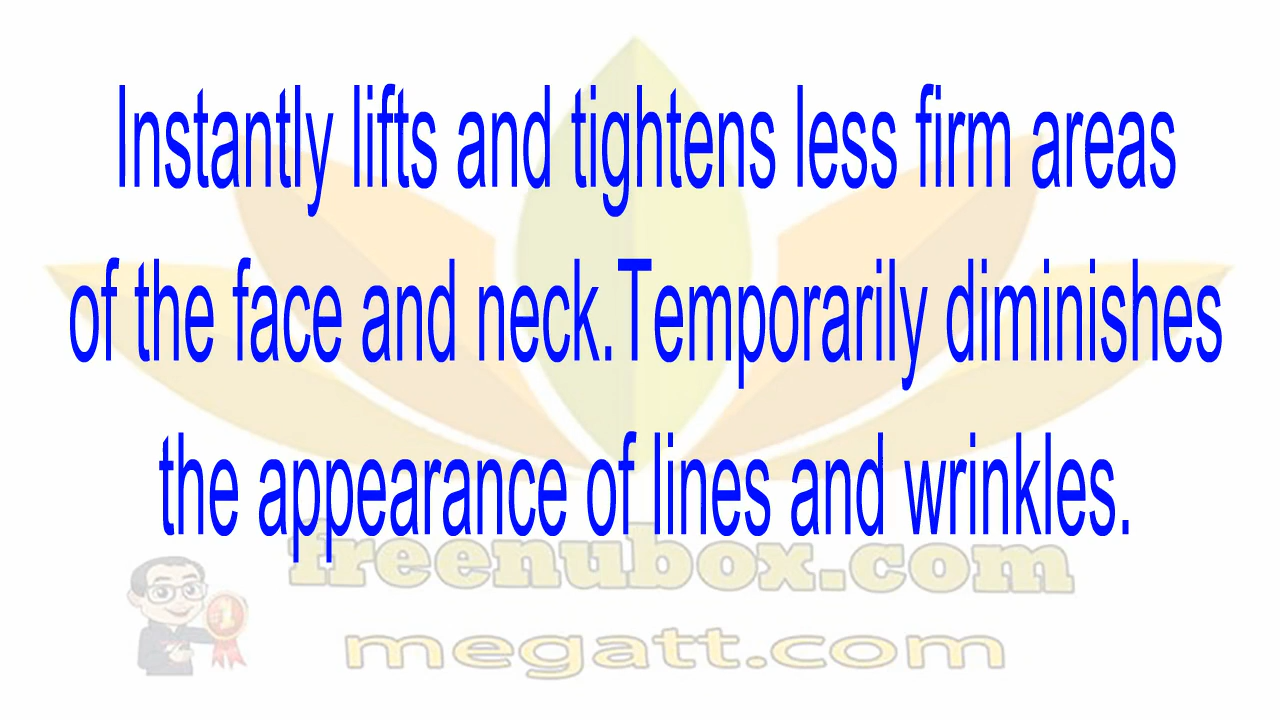 Instantly lifts and tightens less firm areas
of the face and neck.Temporarily diminishes
the appearance of lines and wrinkles.
freenubox.com
1
megatt.com